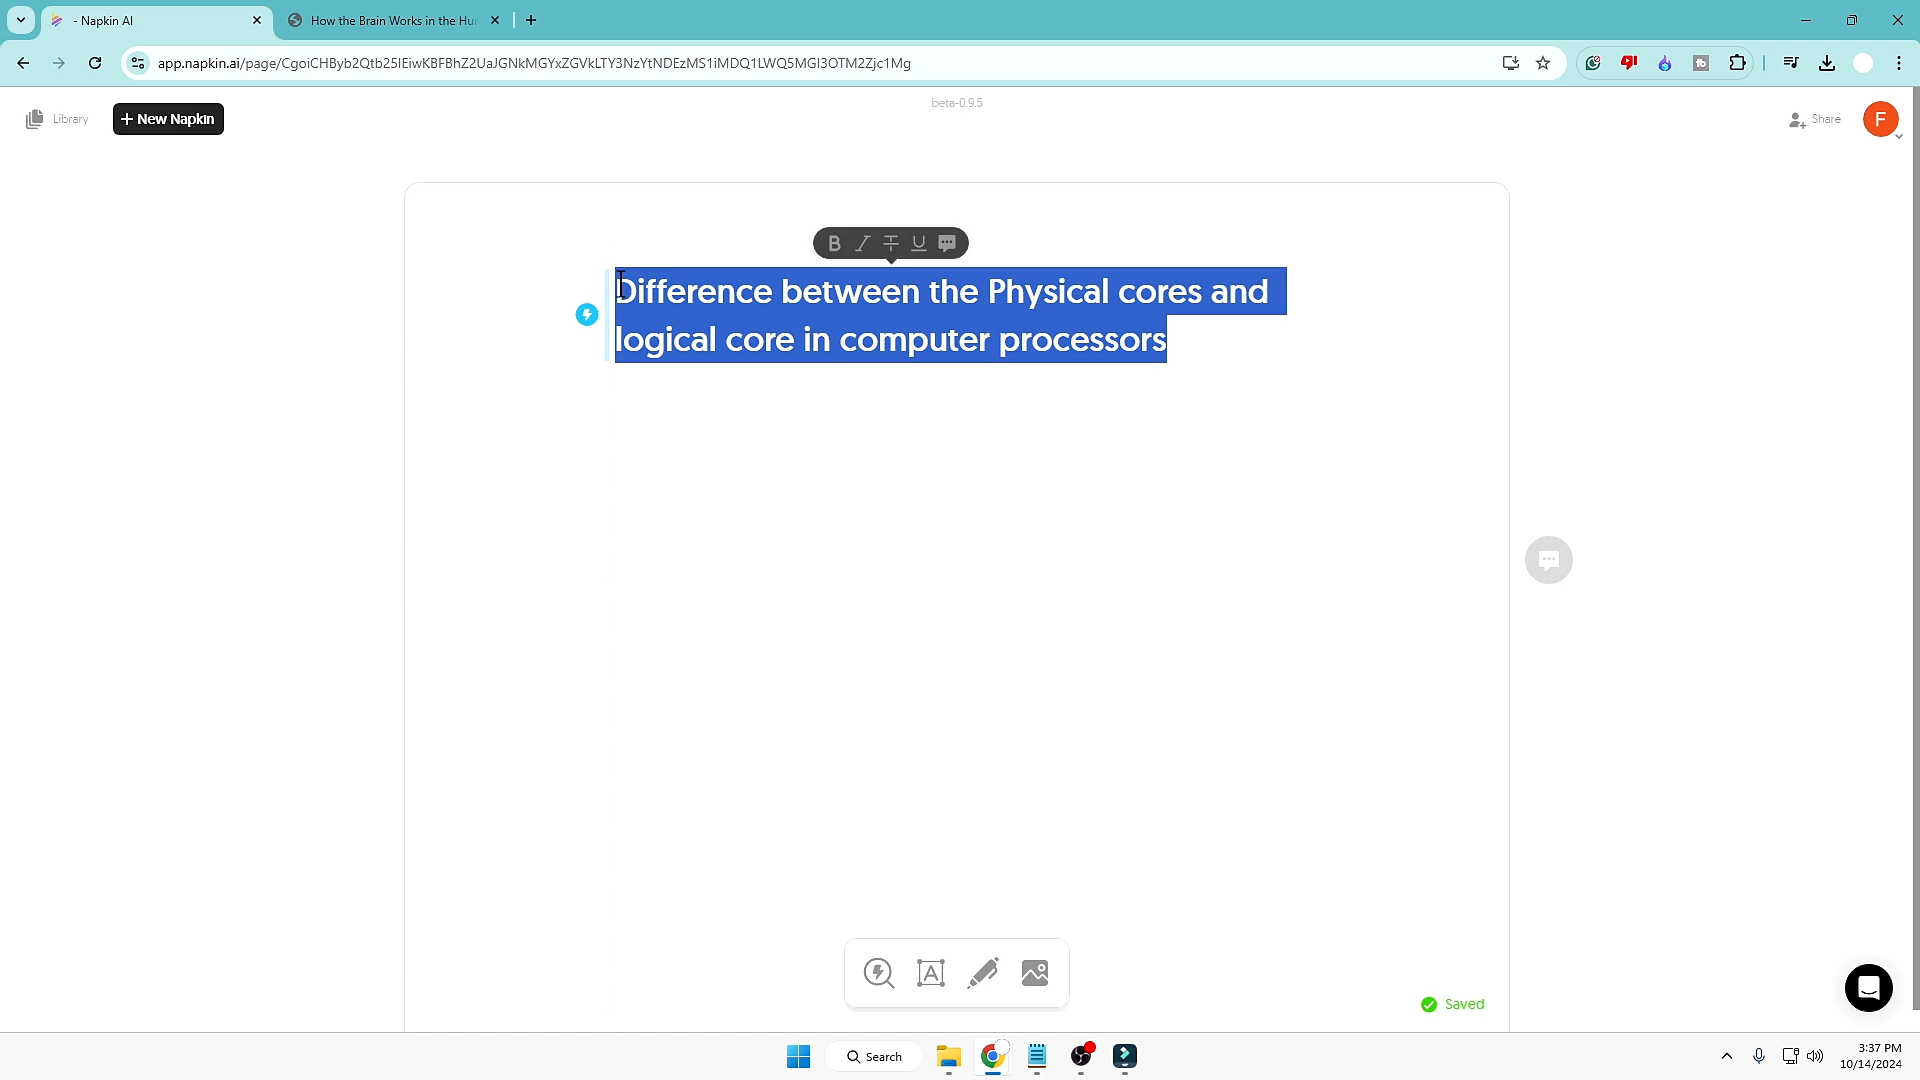 - Napkin AI
How the Brain Works in the Hu
app.napkin.ai/page/CgoiCHByb2Qtb25lEiwKBFBhZ2UaJGNkMGYxZGVkLTY3NzYtNDEzMS1iMDQ1LWQ5MGI3OTM2Zjc1Mg
beta-0.9.5
Library
+ New Napkin
Share
F
Difference between the Physical cores and
logical core in computer processors
Saved
Search
3:37 PM
10/14/2024